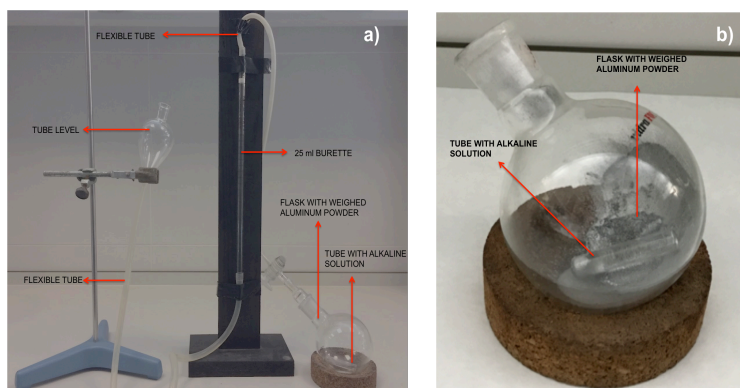 a)
FLEXIBLE TUBE
TUBE LEVEL
25 ml BURETTE
FLASK WITH WEIGHED
ALUMINUM POWDER
TUBE WITH ALKALINE
SOLUTION
FLEXIBLE TUBE
b)
FLASK WITH WEIGHED
ALUMINUM POWDER
TUBE WITH ALKALINE
SOLUTION